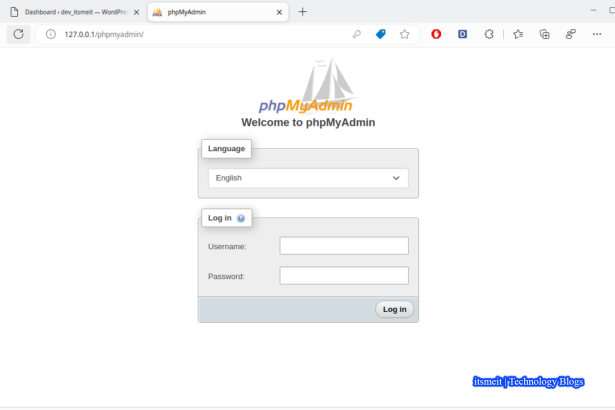 Dashboard ‹ dev_itsmeit — WordPre
phpMyAdmin
127.0.0.1/phpmyadmin/
D
phpMyAdmin
Welcome to phpMyAdmin
Language
English
Log in
Username:
Password:
Log in
itsmeit | Technology Blogs